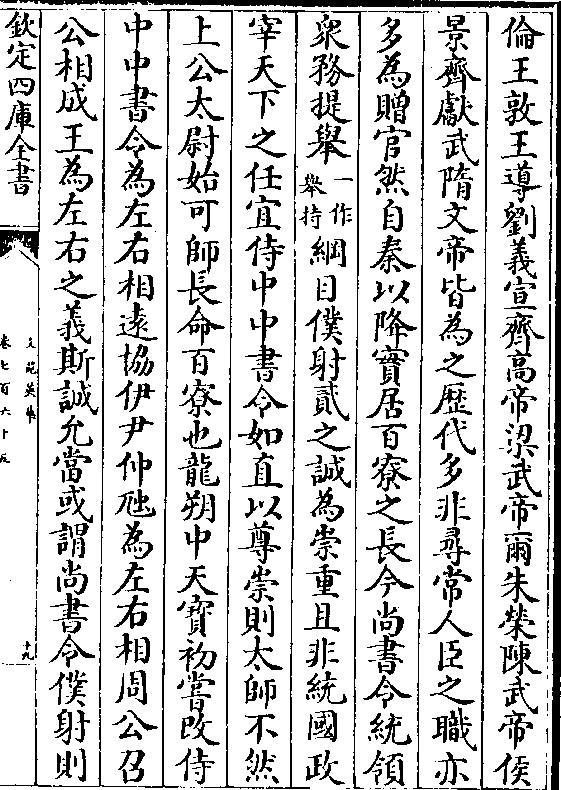 倫王敦王導劉義宣齊高帝梁武帝爾朱榮陳武帝侯
景齊獻武隋文帝皆為之歴代多非尋常人臣之職亦
多為贈官然自秦以降實居百寮之長今尚書令統領
衆務提舉一作舉持綱目僕射貳之誠為崇重且非統國政
宰天下之任宜侍中中書令如直以尊崇則太師不然
上公太尉始可師長命百寮也龍朔中天寳初嘗改侍
中中書令為左右相逺協伊尹仲虺為左右相周公召
公相成王為左右之義斯誠允當或謂尚書令僕射則
欽定四庫全書
文苑英華
卷七百六十五
十九